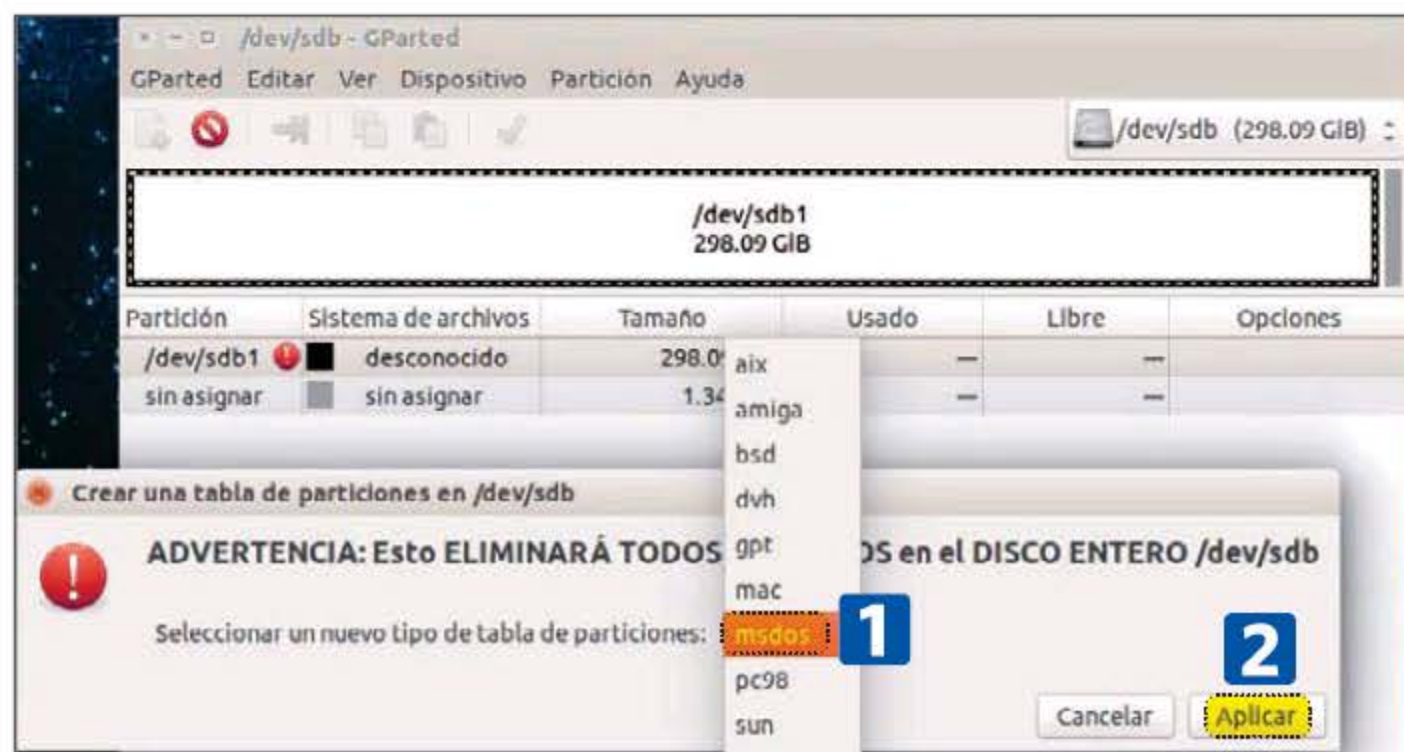 /dev/sdb - GParted
GParted Editar Ver Dispositivo Partición Ayuda
/dev/sdb (298.09 GiB)
/dev/sdb1
298.09 GiB
Partición Sistema de archivos Tamaño Usado Libre Opciones
/dev/sdb1 desconocido 298.09 — —
sin asignar sin asignar 1.34 — —
aix
amiga
bsd
dvh
gpt
mac
msdos 1
pc98
sun
Crear una tabla de particiones en /dev/sdb
ADVERTENCIA: Esto ELIMINARÁ TODOS OS en el DISCO ENTERO /dev/sdb
Seleccionar un nuevo tipo de tabla de particiones:
2
Cancelar Aplicar